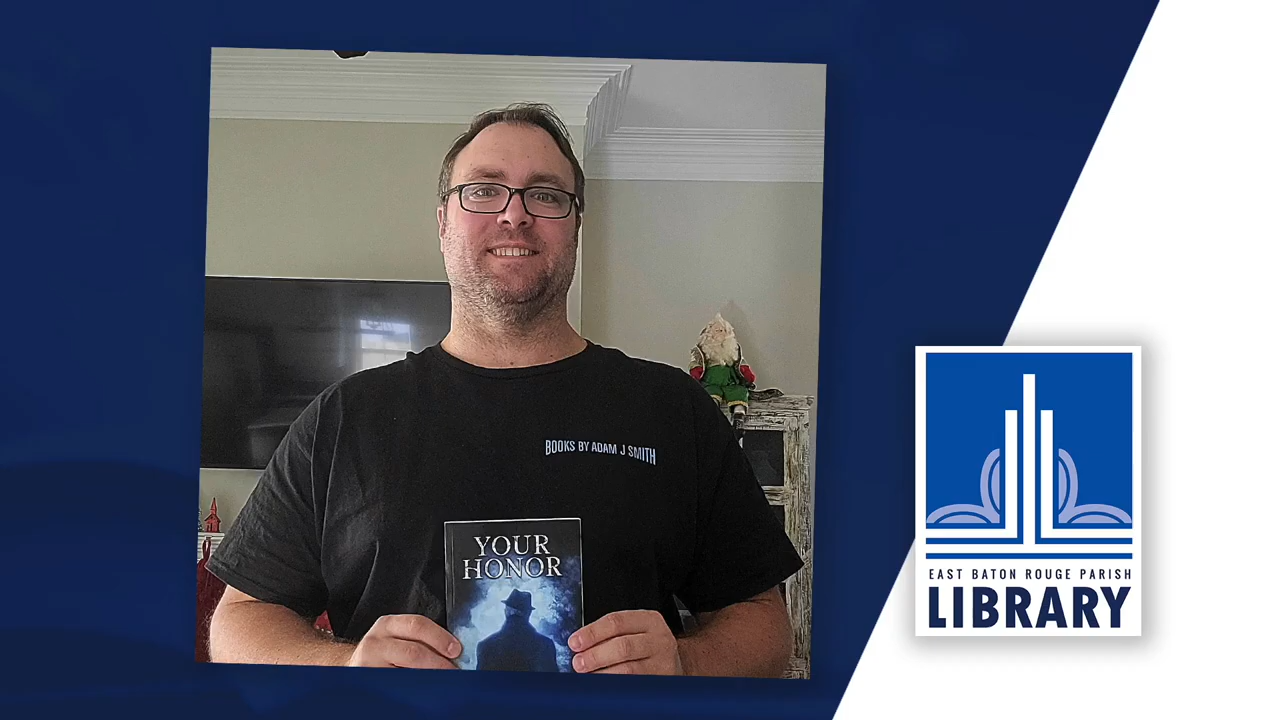 BOOKS BY ADAM J SMITH
YOUR
HONOR
EAST BATON ROUGE PARISH
LIBRARY